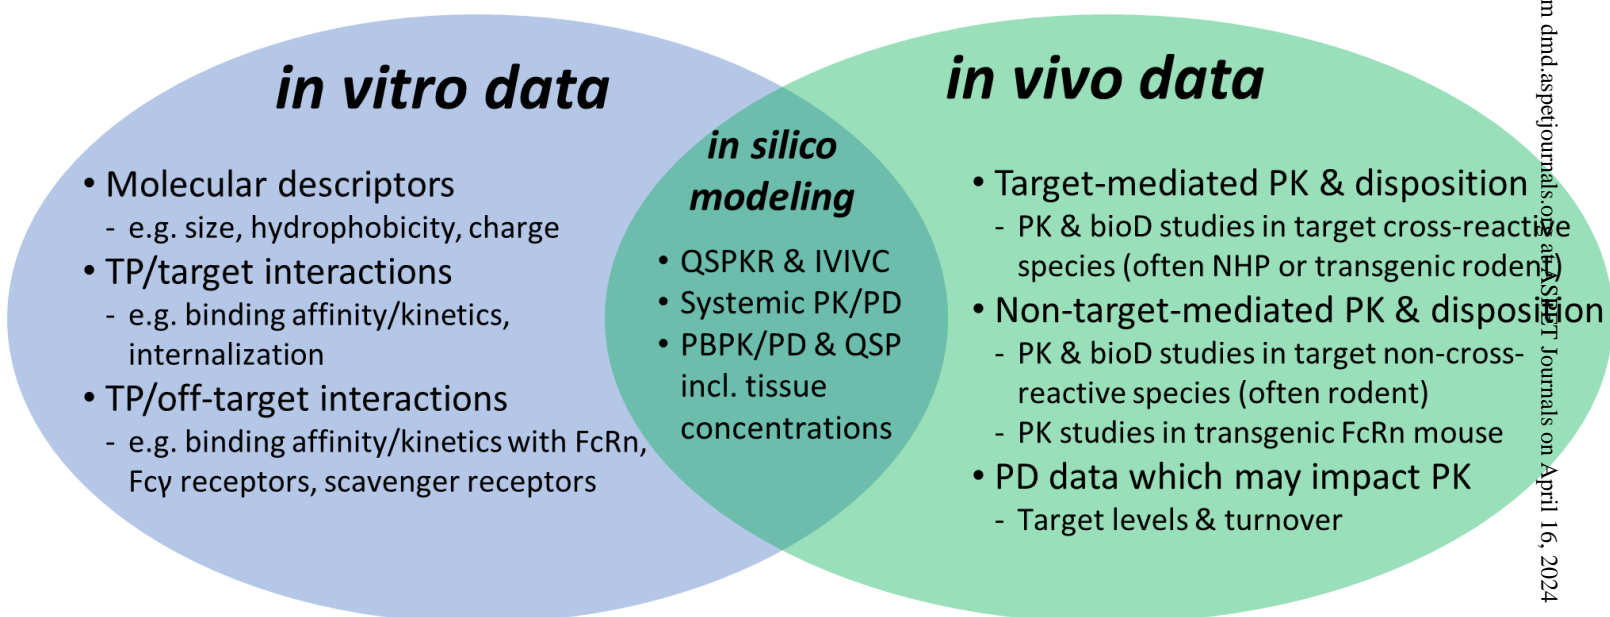 in vitro data
• Molecular descriptors
- e.g. size, hydrophobicity, charge
• TP/target interactions
- e.g. binding affinity/kinetics,
internalization
• TP/off-target interactions
- e.g. binding affinity/kinetics with FcRn,
Fcγ receptors, scavenger receptors
in silico
modeling
• QSPKR & IVIVC
• Systemic PK/PD
• PBPK/PD & QSP
incl. tissue
concentrations
in vivo data
• Target-mediated PK & disposition
- PK & bioD studies in target cross-reactive
species (often NHP or transgenic rodent)
• Non-target-mediated PK & disposition
- PK & bioD studies in target non-cross-
reactive species (often rodent)
- PK studies in transgenic FcRn mouse
• PD data which may impact PK
- Target levels & turnover
m dmd.aspetjournals.org at ASPET Journals on April 16, 2024